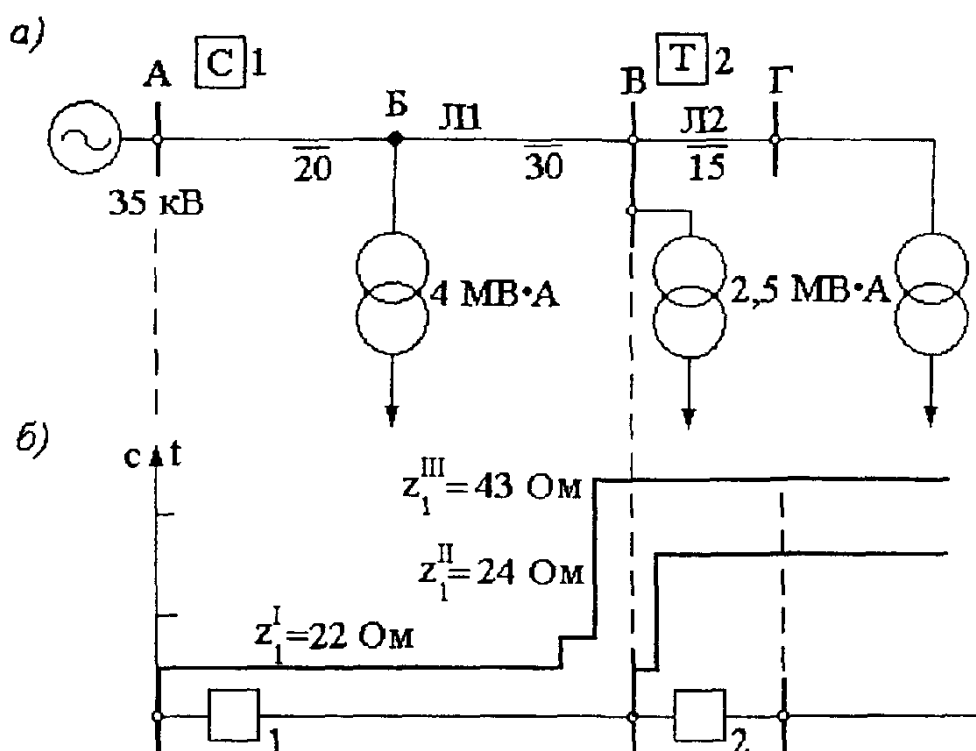 а)
А
С 1
Б
Л1
В
Т 2
Л2
Г
20
30
15
35 кВ
4 МВ•А
2,5 МВ•А
б)
с t
z₁ᴵᴵᴵ=43 Ом
z₁ᴵᴵ=24 Ом
z₁ᴵ=22 Ом
1
2